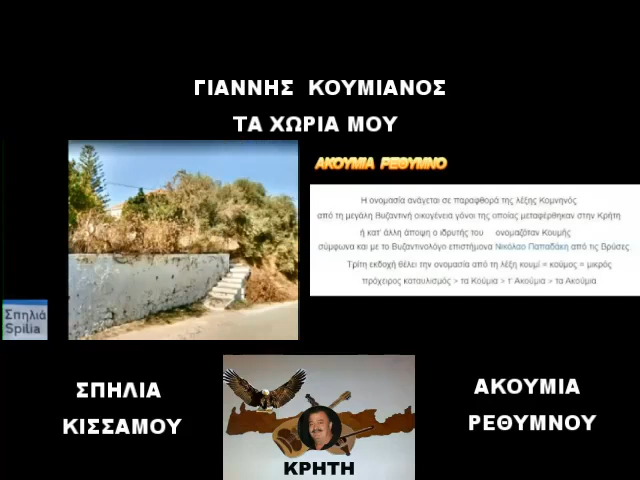 ΓΙΑΝΝΗΣ ΚΟΥΜΙΑΝΟΣ
ΤΑ ΧΩΡΙΑ ΜΟΥ
ΑΚΟΥΜΙΑ ΡΕΘΥΜΝΟ
Η ονομασία ανάγεται σε παραφθορά της λέξης Κομνηνός
από τη μεγάλη Βυζαντινή οικογένεια γόνοι της οποίας μεταφέρθηκαν στην Κρήτη
ή κατ' άλλη άποψη ο ιδρυτής του ονομαζόταν Κουμής
σύμφωνα και με το Βυζαντινολόγο επιστήμονα Νικόλαο Παπαδάκη από τις Βρύσες.
Τρίτη εκδοχή θέλει την ονομασία από τη λέξη κουμί = κούμος = μικρός
πρόχειρος καταυλισμός > τα Κούμια > τ' Ακούμια > τα Ακούμια
Σπηλιά
Spilia
ΣΠΗΛΙΑ
ΚΙΣΣΑΜΟΥ
ΚΡΗΤΗ
ΑΚΟΥΜΙΑ
ΡΕΘΥΜΝΟΥ